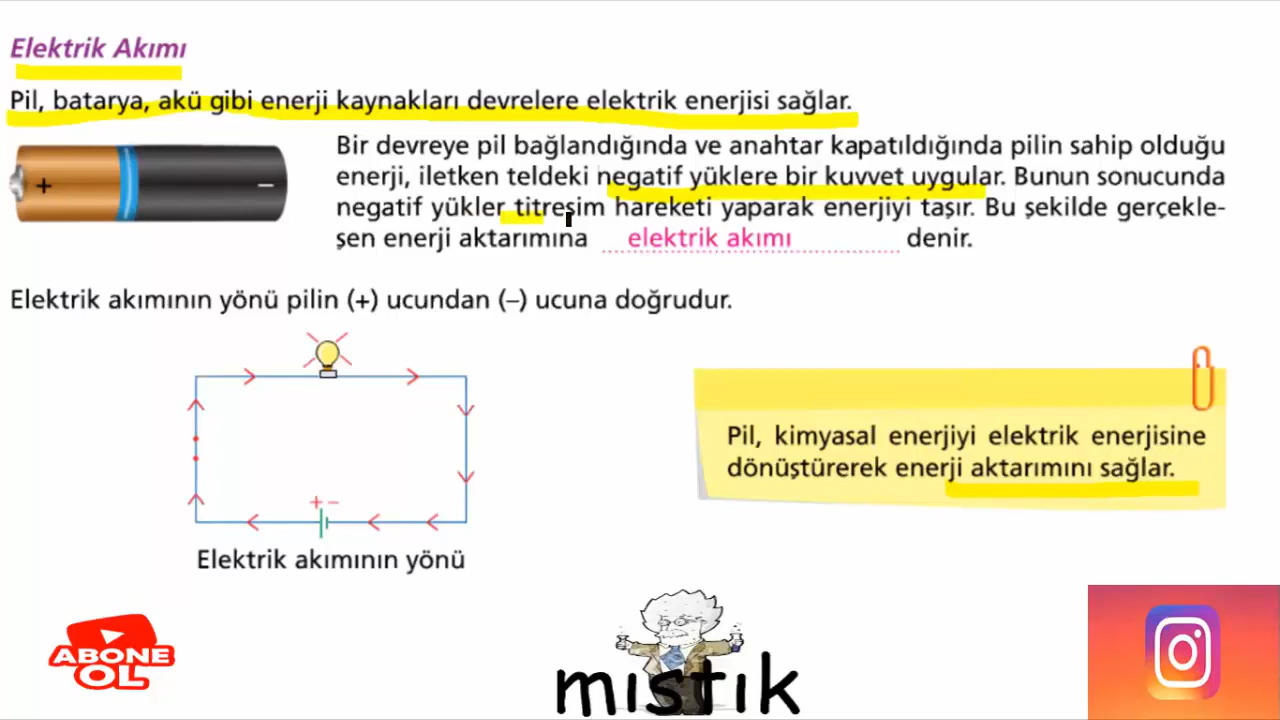 Elektrik Akımı
Pil, batarya, akü gibi enerji kaynakları devrelere elektrik enerjisi sağlar.
+ –
Bir devreye pil bağlandığında ve anahtar kapatıldığında pilin sahip olduğu
enerji, iletken teldeki negatif yüklere bir kuvvet uygular. Bunun sonucunda
negatif yükler titreşim hareketi yaparak enerjiyi taşır. Bu şekilde gerçekle-
şen enerji aktarımına elektrik akımı denir.
Elektrik akımının yönü pilin (+) ucundan (–) ucuna doğrudur.
+ –
Elektrik akımının yönü
Pil, kimyasal enerjiyi elektrik enerjisine
dönüştürerek enerji aktarımını sağlar.
ABONE
OL
mıstık